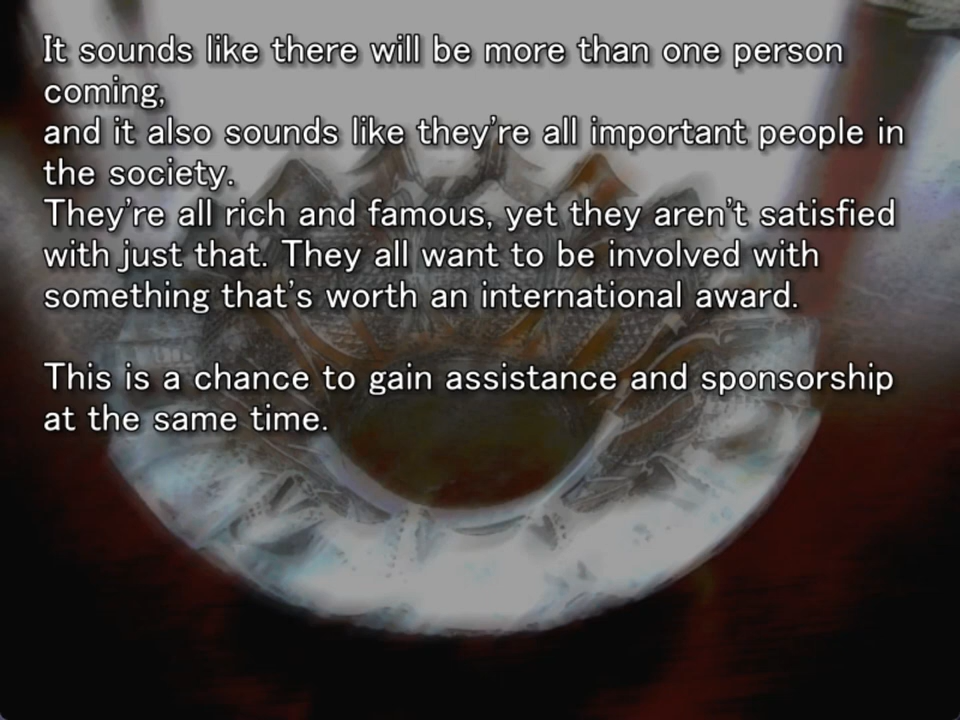 It sounds like there will be more than one person
coming,
and it also sounds like they're all important people in
the society.
They're all rich and famous, yet they aren't satisfied
with just that. They all want to be involved with
something that's worth an international award.
This is a chance to gain assistance and sponsorship
at the same time.